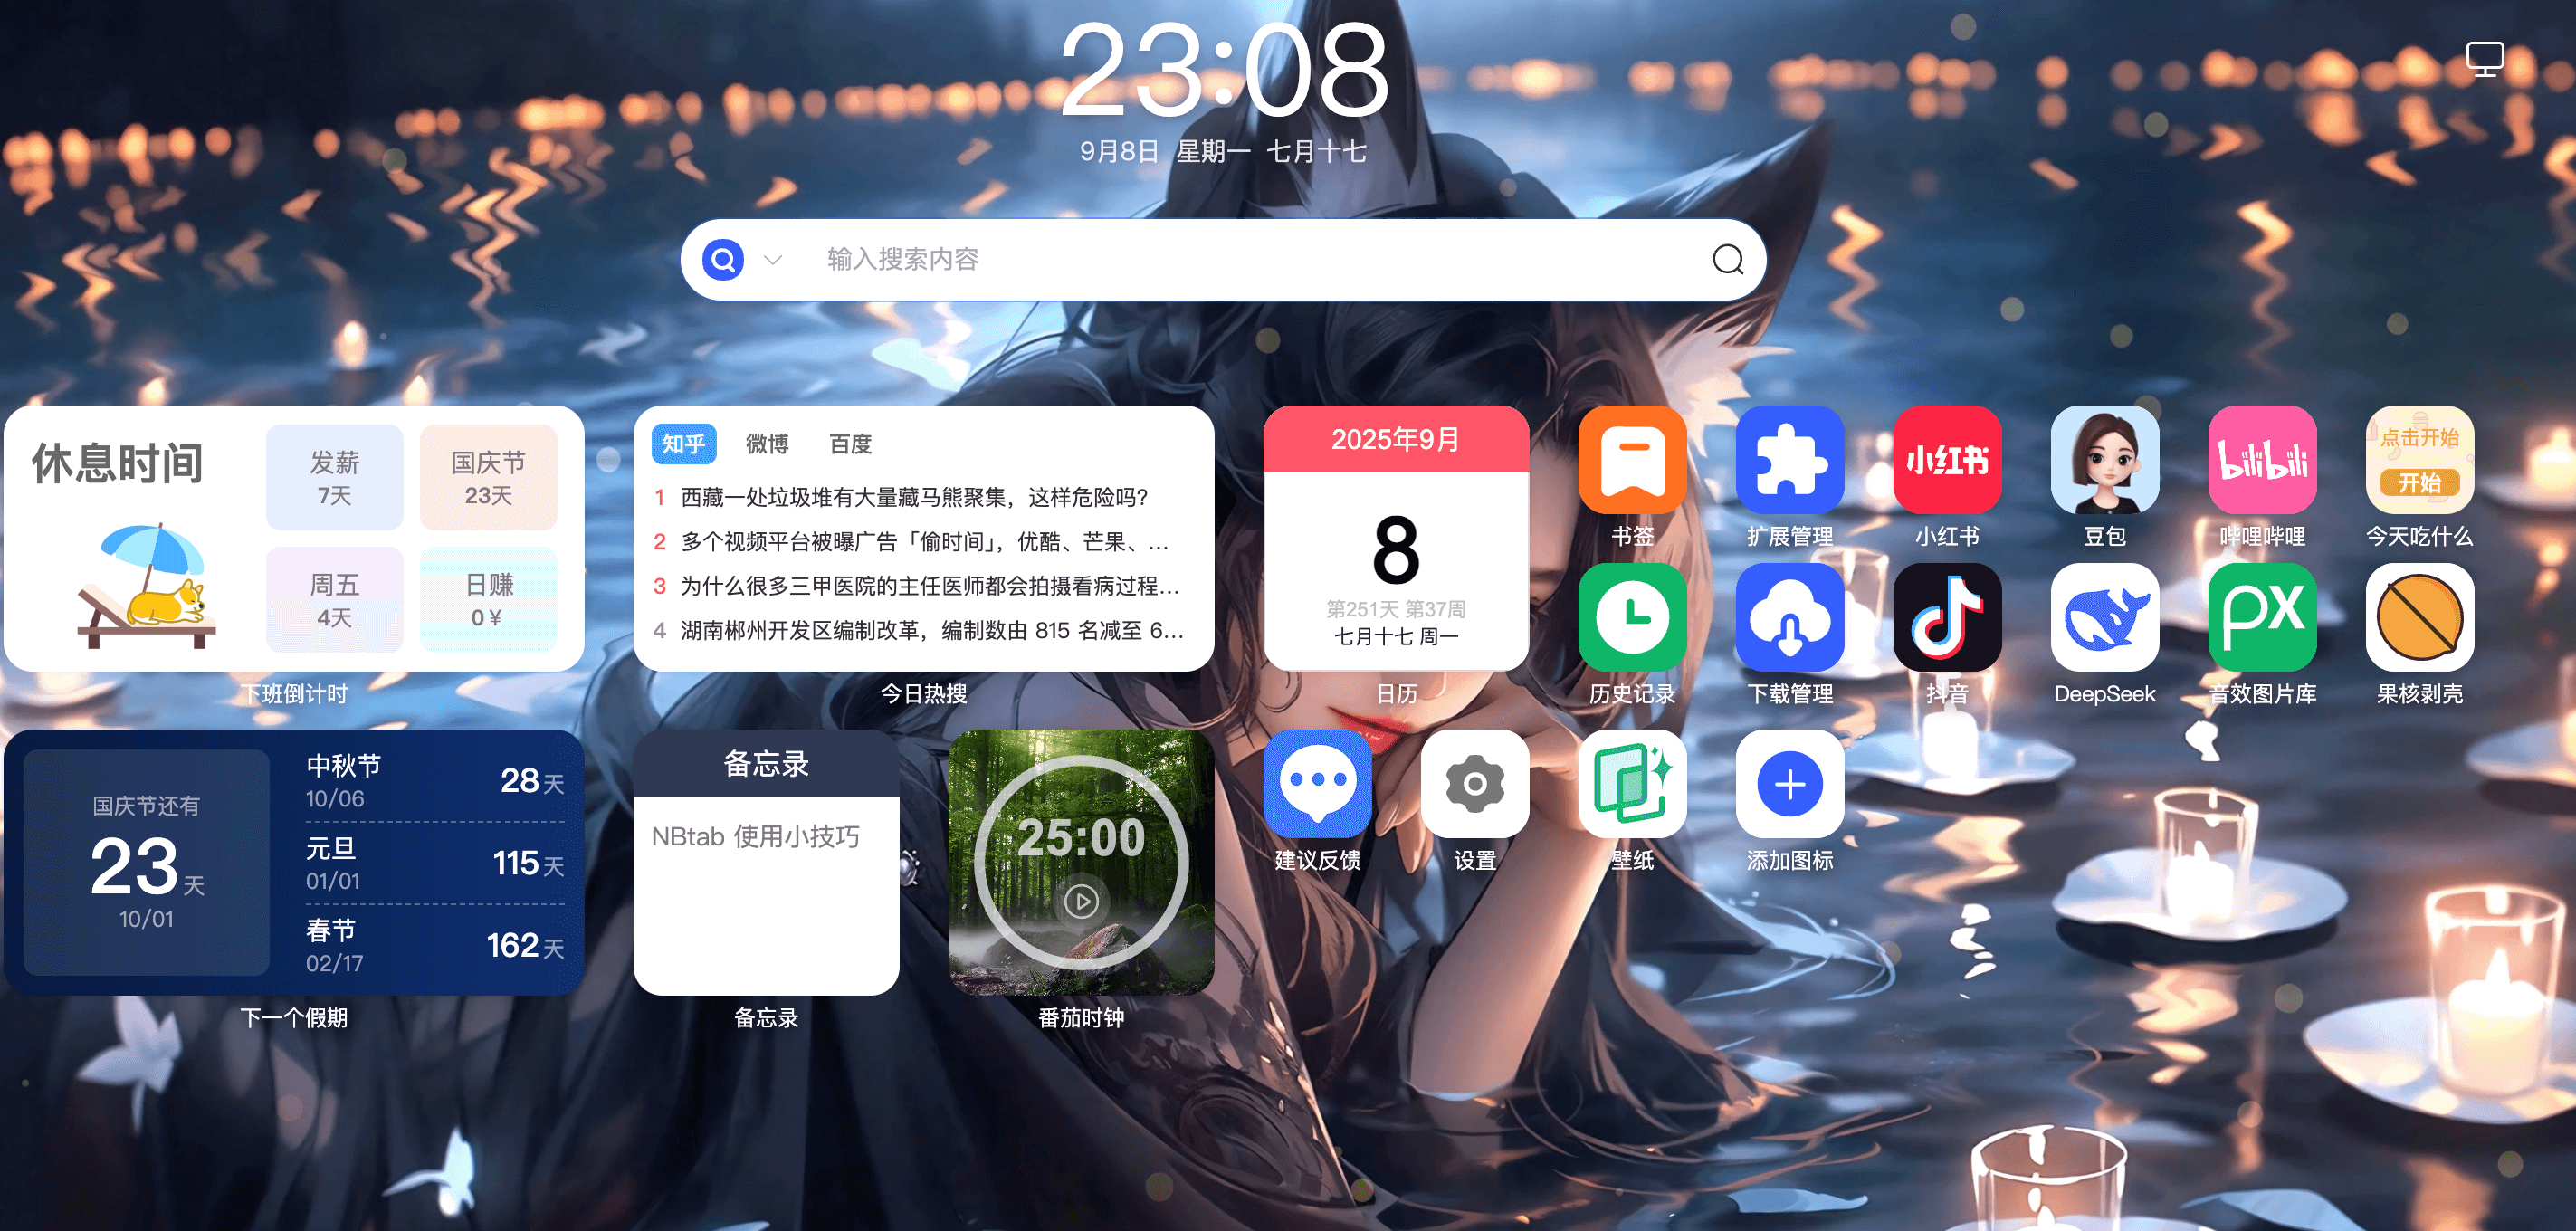 23:08
9月8日 星期一 七月十七
输入搜索内容
休息时间
发薪
7天
国庆节
23天
周五
4天
日赚
0 ¥
下班倒计时
知乎 微博 百度
1 西藏一处垃圾堆有大量藏马熊聚集，这样危险吗？
2 多个视频平台被曝广告「偷时间」，优酷、芒果、...
3 为什么很多三甲医院的主任医师都会拍摄看病过程...
4 湖南郴州开发区编制改革，编制数由 815 名减至 6...
今日热搜
2025年9月
8
第251天 第37周
七月十七 周一
日历
书签
扩展管理
小红书
小红书
豆包
bilibili
哔哩哔哩
点击开始
开始
今天吃什么
历史记录
下载管理
抖音
DeepSeek
PX
音效图片库
果核剥壳
国庆节还有
23天
10/01
中秋节
10/06
28天
元旦
01/01
115天
春节
02/17
162天
下一个假期
备忘录
NBtab 使用小技巧
备忘录
25:00
番茄时钟
建议反馈
设置
壁纸
添加图标